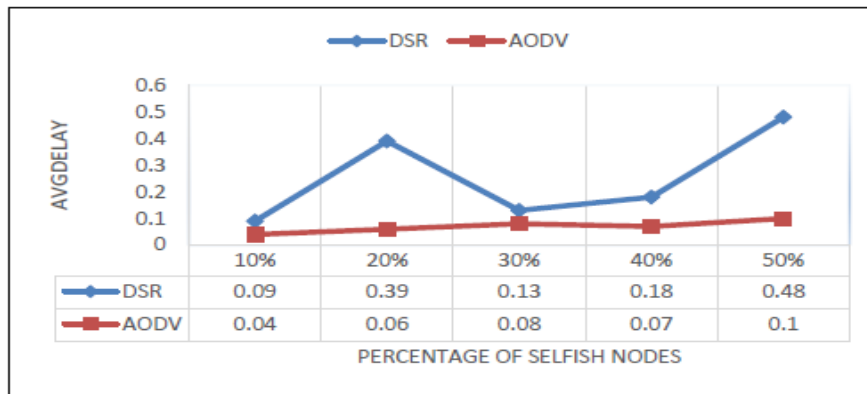 DSR AODV
AVGDELAY
0.6
0.5
0.4
0.3
0.2
0.1
0
10% 20% 30% 40% 50%
DSR 0.09 0.39 0.13 0.18 0.48
AODV 0.04 0.06 0.08 0.07 0.1
PERCENTAGE OF SELFISH NODES